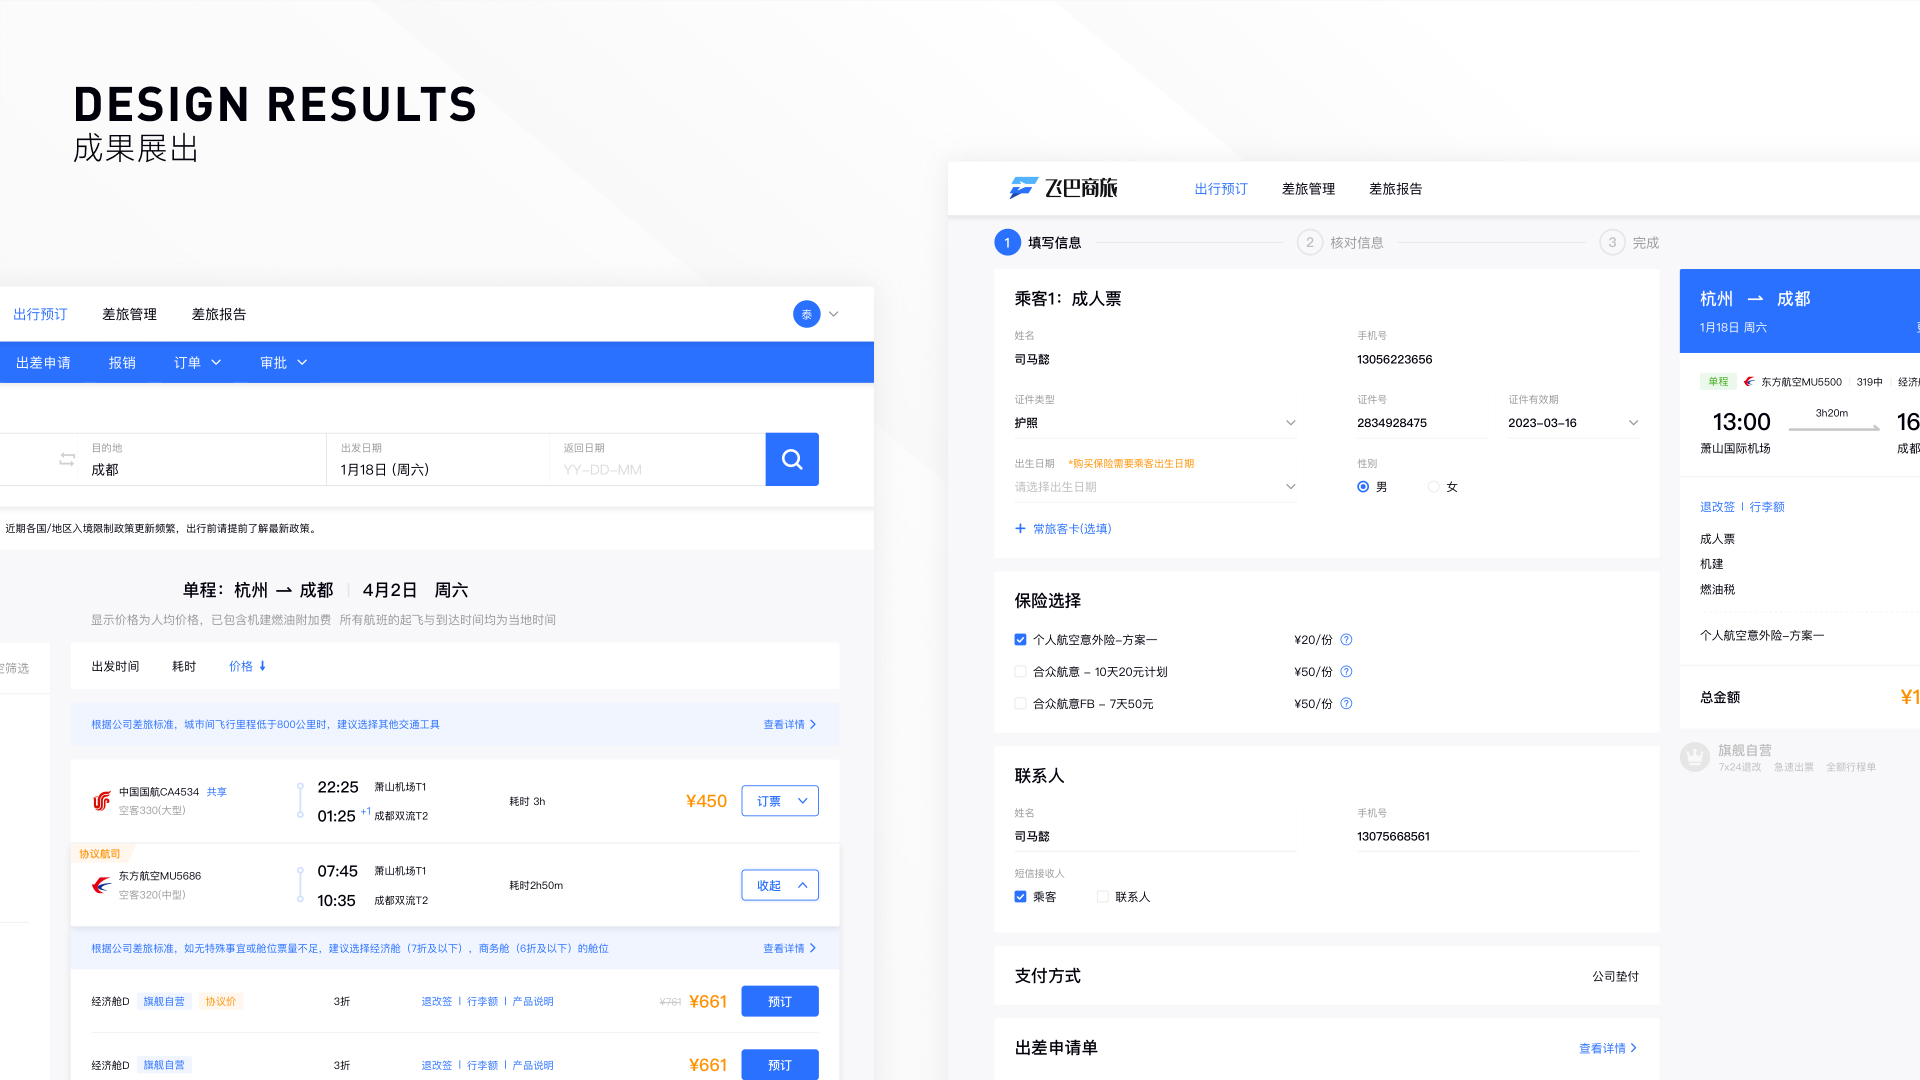 DESIGN RESULTS
成果展出
出行预订 差旅管理 差旅报告 泰
出差申请 报销 订单 审批
目的地 出发日期 返回日期
成都 1月18日 (周六) YY-DD-MM
近期各国/地区入境限制政策更新频繁，出行前请提前了解最新政策。
单程：杭州 成都 4月2日 周六
显示价格为人均价格，已包含机建燃油附加费 所有航班的起飞与到达时间均为当地时间
筛选
出发时间 耗时 价格
根据公司差旅标准，城市间飞行里程低于800公里时，建议选择其他交通工具 查看详情
中国国航CA4534 共享
空客330(大型)
22:25 萧山机场T1
01:25 +1 成都双流T2
耗时 3h
¥450 订票
协议航司
东方航空MU5686
空客320(中型)
07:45 萧山机场T1
10:35 成都双流T2
耗时2h50m
收起
根据公司差旅标准，如无特殊事宜或舱位票量不足，建议选择经济舱（7折及以下），商务舱（6折及以下）的舱位 查看详情
经济舱D 旗舰自营 协议价 3折 退改签 | 行李额 | 产品说明 ¥761 ¥661 预订
经济舱D 旗舰自营 3折 退改签 | 行李额 | 产品说明 ¥661 预订
飞巴商旅 出行预订 差旅管理 差旅报告
1 填写信息 2 核对信息 3 完成
乘客1：成人票
姓名 手机号
司马懿 13056223656
证件类型 证件号 证件有效期
护照 2834928475 2023-03-16
出生日期 *购买保险需要乘客出生日期 性别
请选择出生日期 男 女
+ 常旅客卡(选填)
保险选择
个人航空意外险-方案一 ¥20/份 ?
合众航意 - 10天20元计划 ¥50/份 ?
合众航意FB - 7天50元 ¥50/份 ?
联系人
姓名 手机号
司马懿 13075668561
短信接收人
乘客 联系人
支付方式 公司垫付
出差申请单 查看详情
杭州 成都
1月18日 周六
单程 东方航空MU5500 319中 经济
13:00 3h20m 16
萧山国际机场 成都
退改签 | 行李额
成人票
机建
燃油税
个人航空意外险-方案一
总金额 ¥1
旗舰自营
7x24退改 急速出票 全额行程单